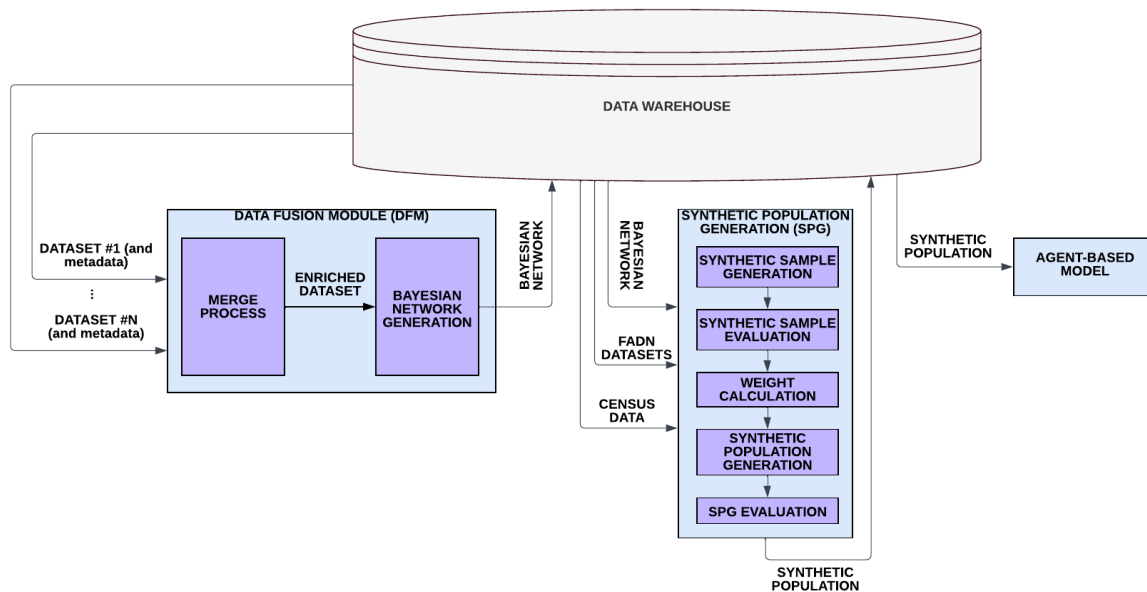 DATA WAREHOUSE
DATA FUSION MODULE (DFM)
DATASET #1 (and
metadata)
...
DATASET #N
(and metadata)
MERGE
PROCESS
ENRICHED
DATASET
BAYESIAN
NETWORK
GENERATION
BAYESIAN
NETWORK
BAYESIAN
NETWORK
FADN
DATASETS
CENSUS
DATA
SYNTHETIC POPULATION
GENERATION (SPG)
SYNTHETIC SAMPLE
GENERATION
SYNTHETIC SAMPLE
EVALUATION
WEIGHT
CALCULATION
SYNTHETIC
POPULATION
GENERATION
SPG EVALUATION
SYNTHETIC
POPULATION
SYNTHETIC
POPULATION
AGENT-BASED
MODEL